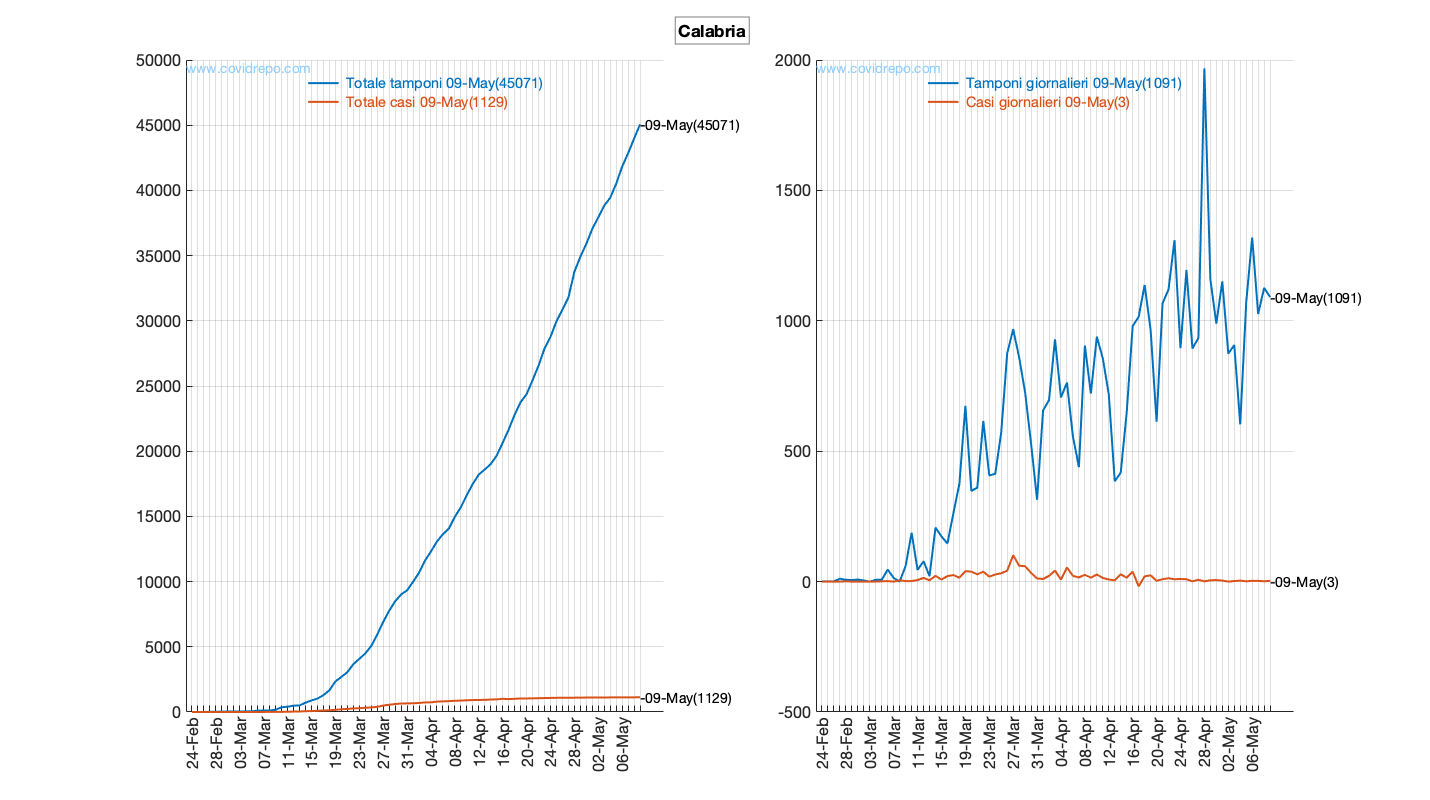 Calabria
50000
45000
40000
35000
30000
25000
20000
15000
10000
5000
0
www.covidrepo.com
Totale tamponi 09-May(45071)
Totale casi 09-May(1129)
-09-May(45071)
-09-May(1129)
24-Feb
28-Feb
03-Mar
07-Mar
11-Mar
15-Mar
19-Mar
23-Mar
27-Mar
31-Mar
04-Apr
08-Apr
12-Apr
16-Apr
20-Apr
24-Apr
28-Apr
02-May
06-May
2000
1500
1000
500
0
-500
www.covidrepo.com
Tamponi giornalieri 09-May(1091)
Casi giornalieri 09-May(3)
-09-May(1091)
-09-May(3)
24-Feb
28-Feb
03-Mar
07-Mar
11-Mar
15-Mar
19-Mar
23-Mar
27-Mar
31-Mar
04-Apr
08-Apr
12-Apr
16-Apr
20-Apr
24-Apr
28-Apr
02-May
06-May